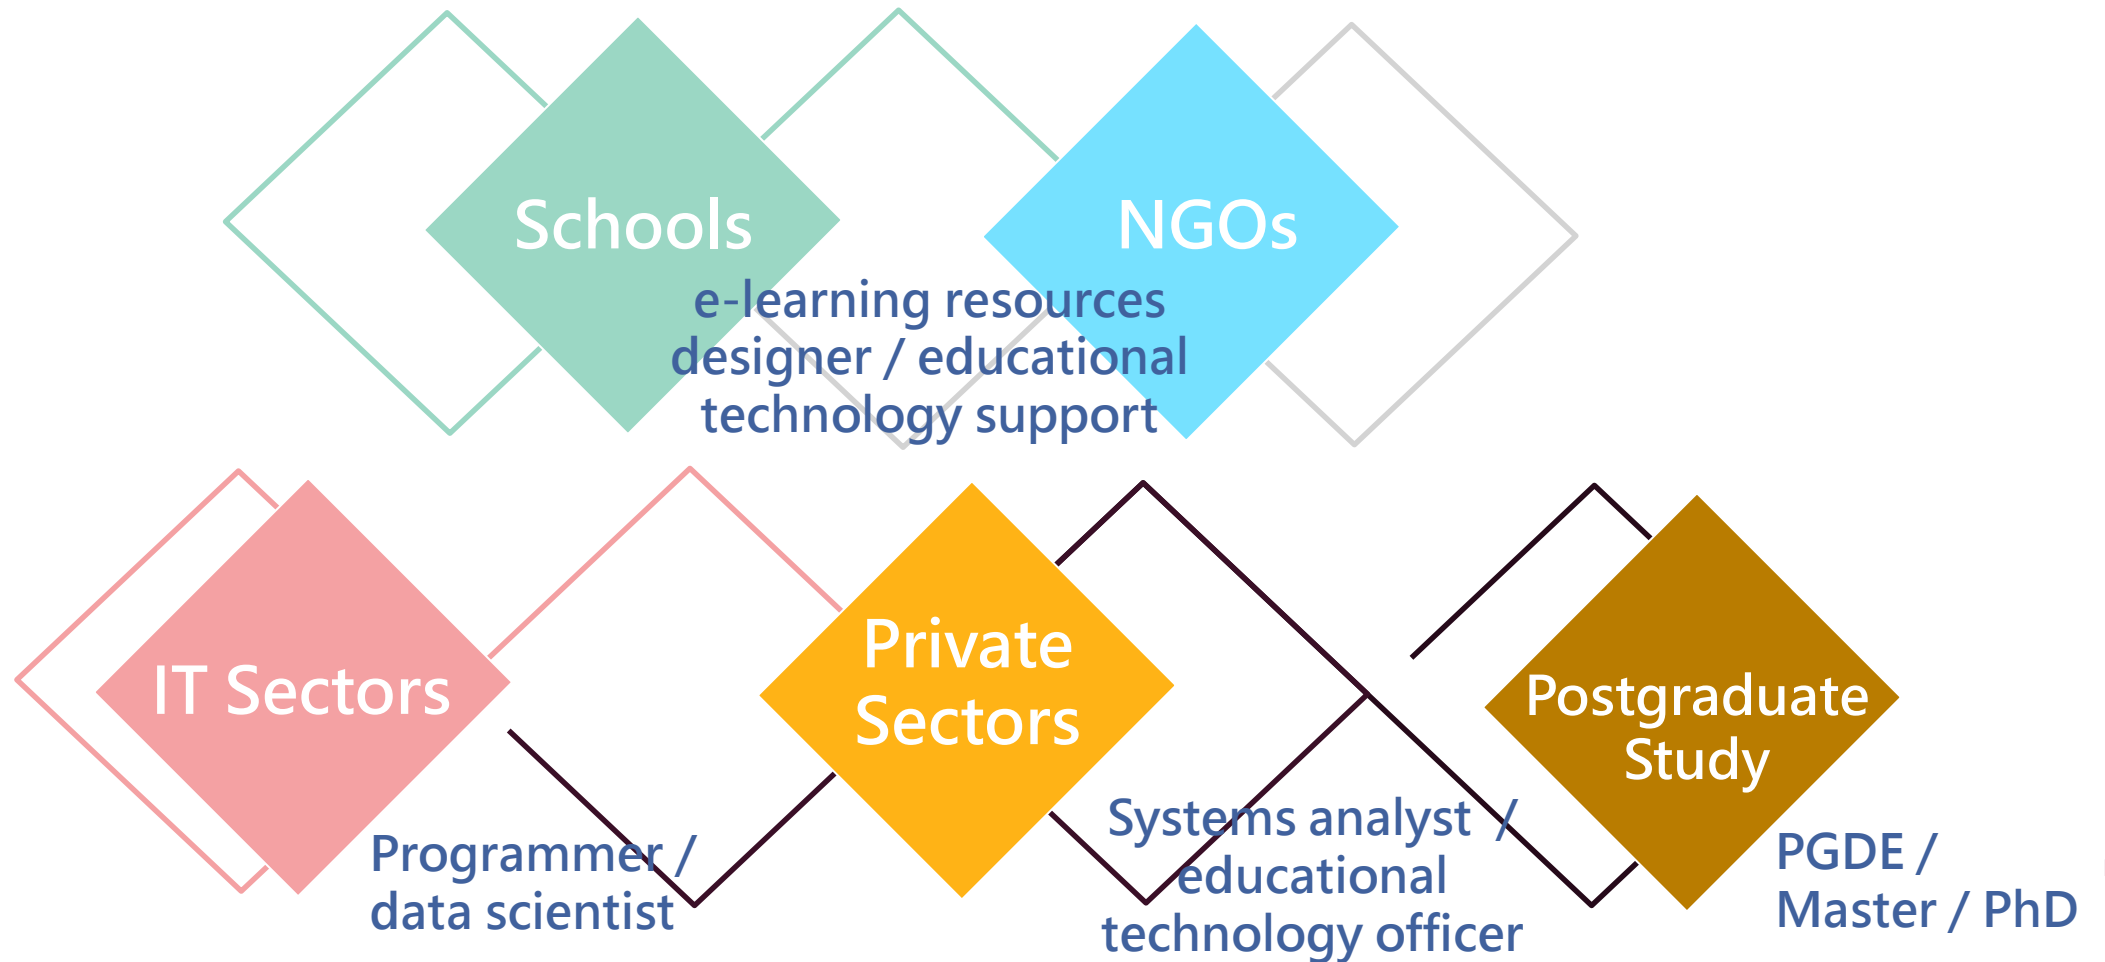 Schools
NGOs
e-learning resources
designer / educational
technology support
IT Sectors
Programmer /
data scientist
Private
Sectors
Systems analyst /
educational
technology officer
Postgraduate
Study
PGDE /
Master / PhD